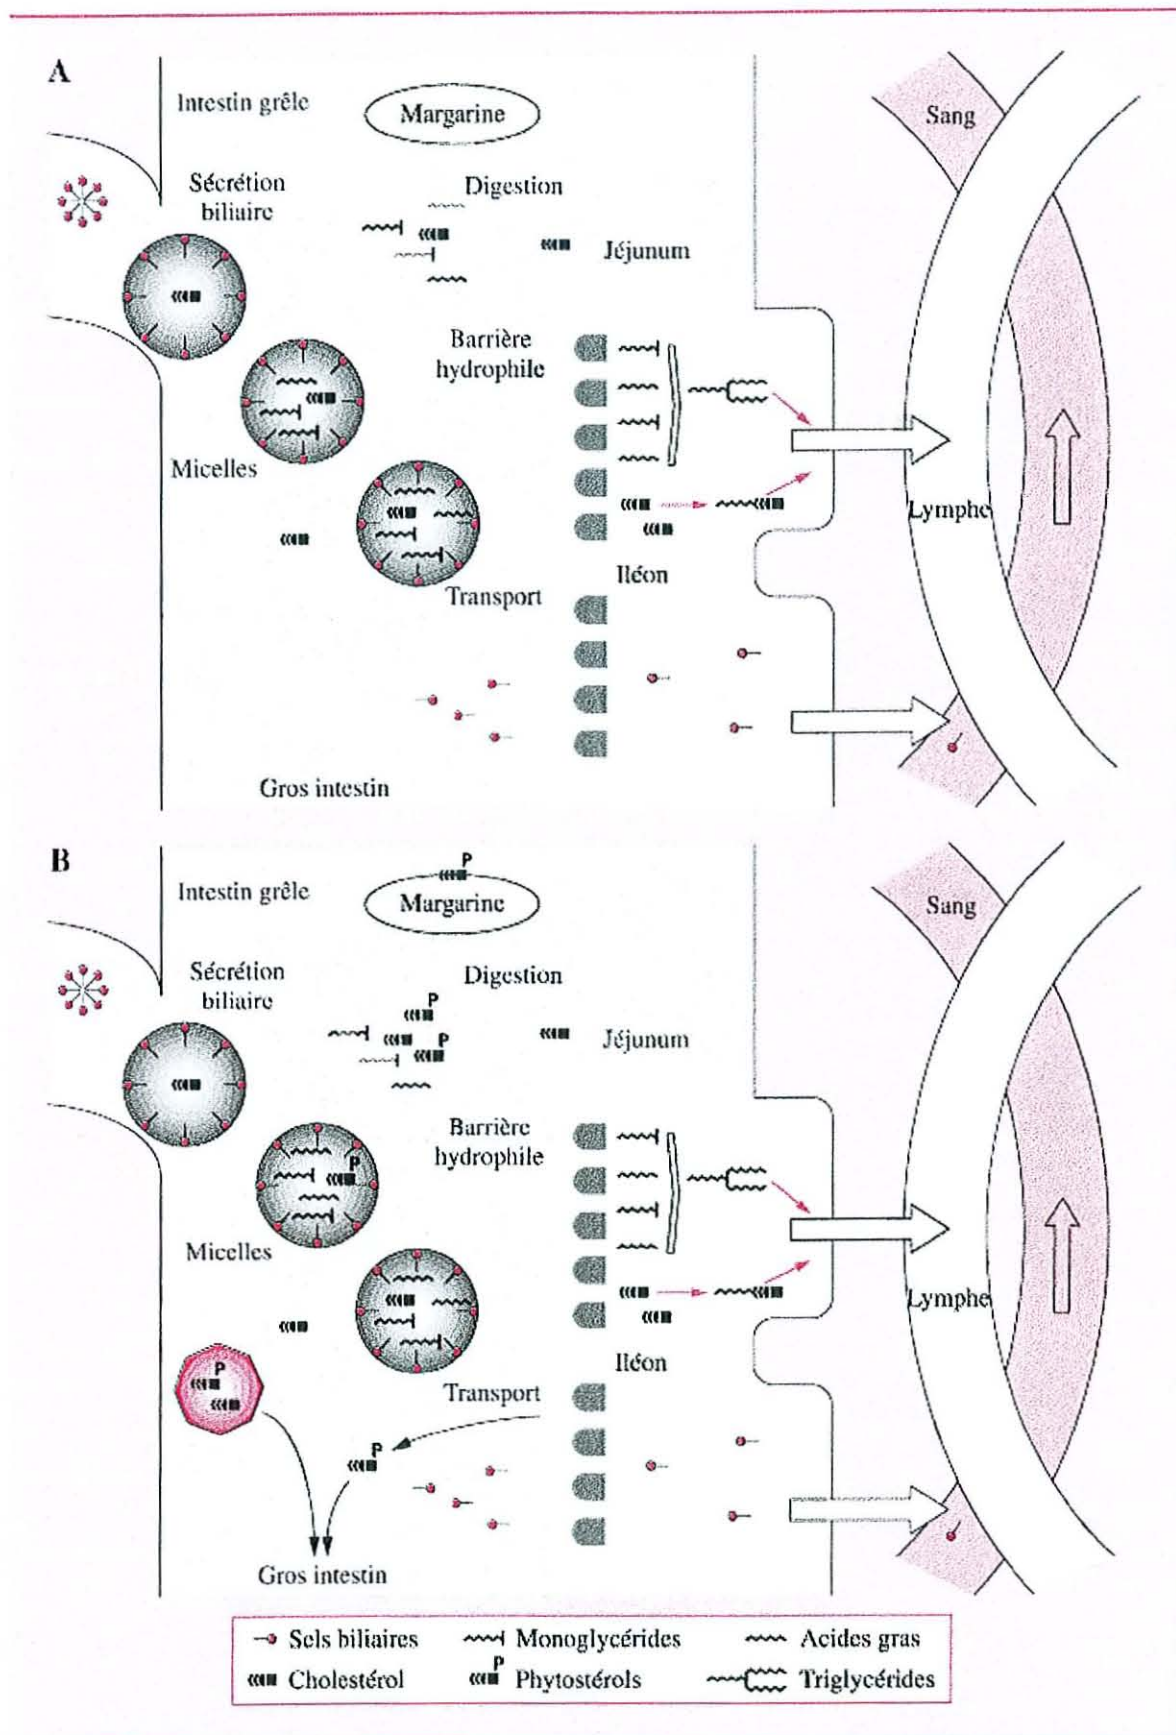 A
Intestin grêle
Margarine
Sang
Sécrétion
biliaire
Digestion
Jéjunum
Barrière
hydrophile
Micelles
Lymphe
Iléon
Transport
Gros intestin
B
P
Intestin grêle
Margarine
Sang
Sécrétion
biliaire
Digestion
P
P
Jéjunum
Barrière
hydrophile
P
Micelles
Lymphe
P
Iléon
Transport
P
Gros intestin
Sels biliaires
Monoglycérides
Acides gras
P
Cholestérol
Phytostérols
Triglycérides